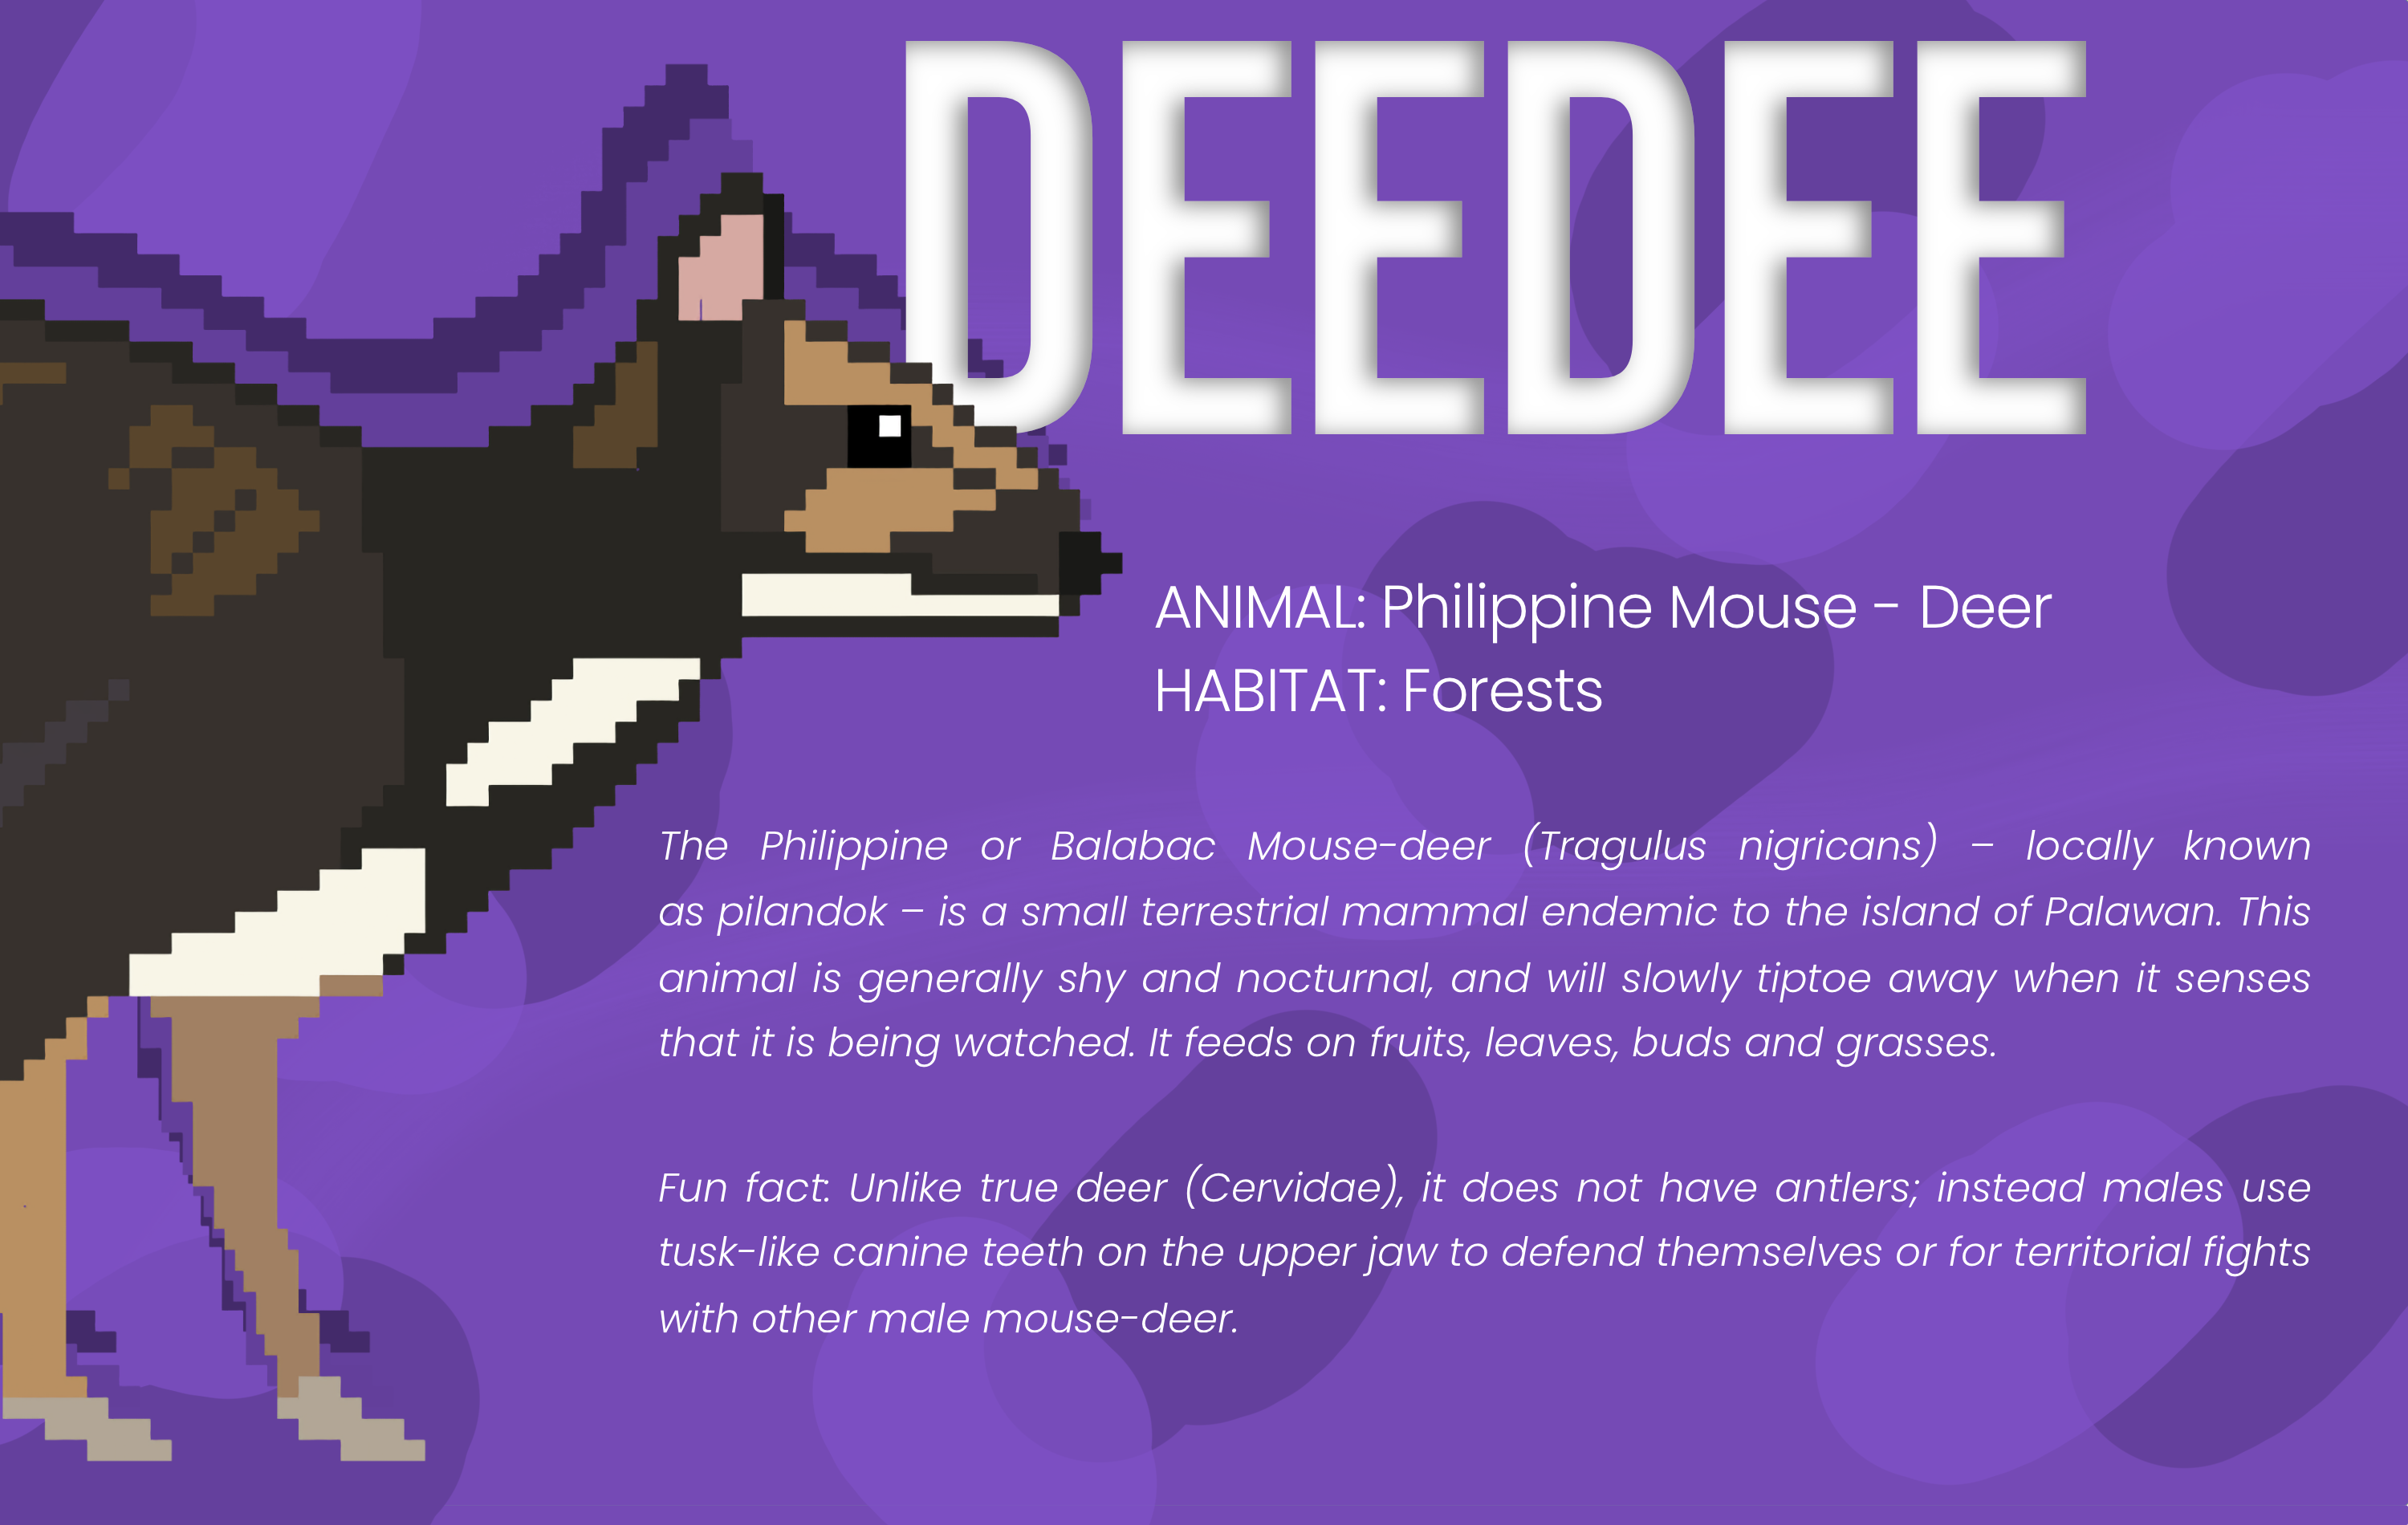 DEEDEE
ANIMAL: Philippine Mouse - Deer
HABITAT: Forests
The Philippine or Balabac Mouse-deer (Tragulus nigricans) – locally known
as pilandok – is a small terrestrial mammal endemic to the island of Palawan. This
animal is generally shy and nocturnal, and will slowly tiptoe away when it senses
that it is being watched. It feeds on fruits, leaves, buds and grasses.
Fun fact: Unlike true deer (Cervidae), it does not have antlers; instead males use
tusk-like canine teeth on the upper jaw to defend themselves or for territorial fights
with other male mouse-deer.